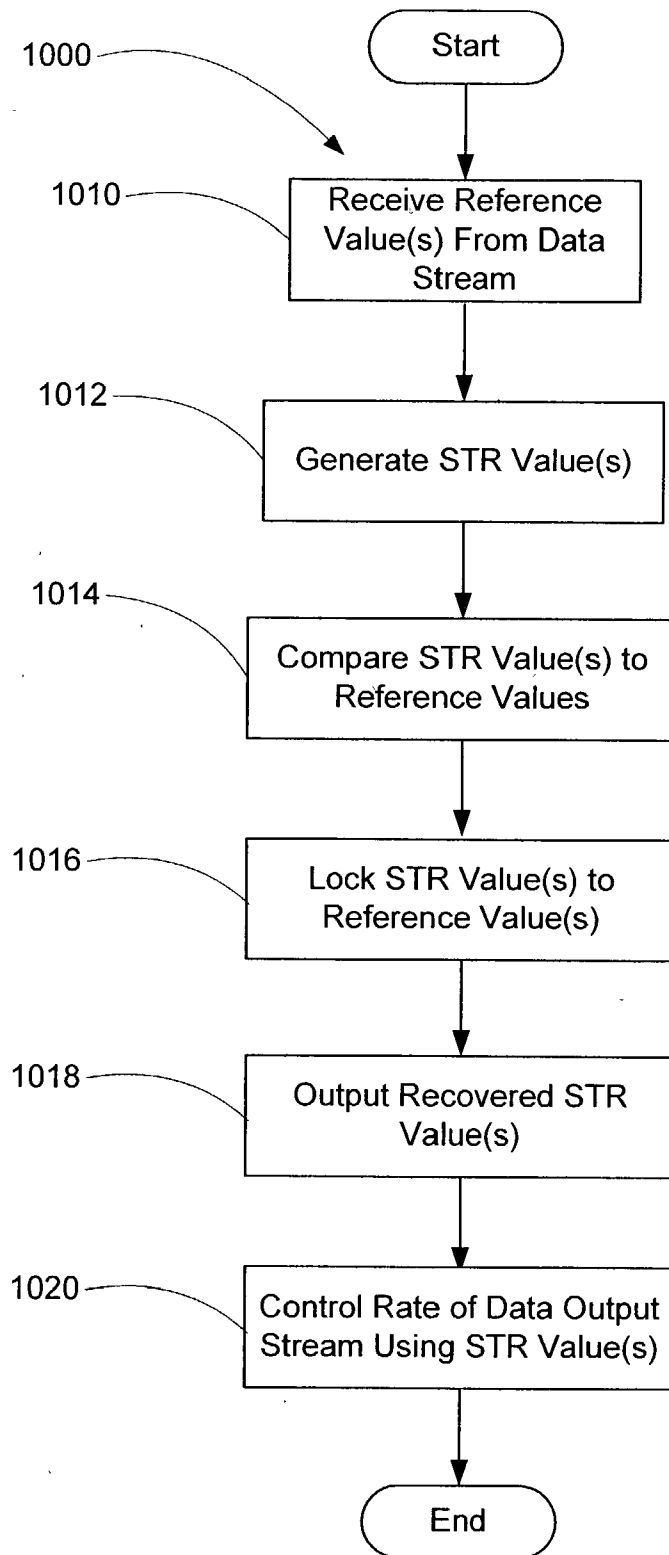 Start
1000
1010
Receive Reference
Value(s) From Data
Stream
1012
Generate STR Value(s)
1014
Compare STR Value(s) to
Reference Values
1016
Lock STR Value(s) to
Reference Value(s)
1018
Output Recovered STR
Value(s)
1020
Control Rate of Data Output
Stream Using STR Value(s)
End